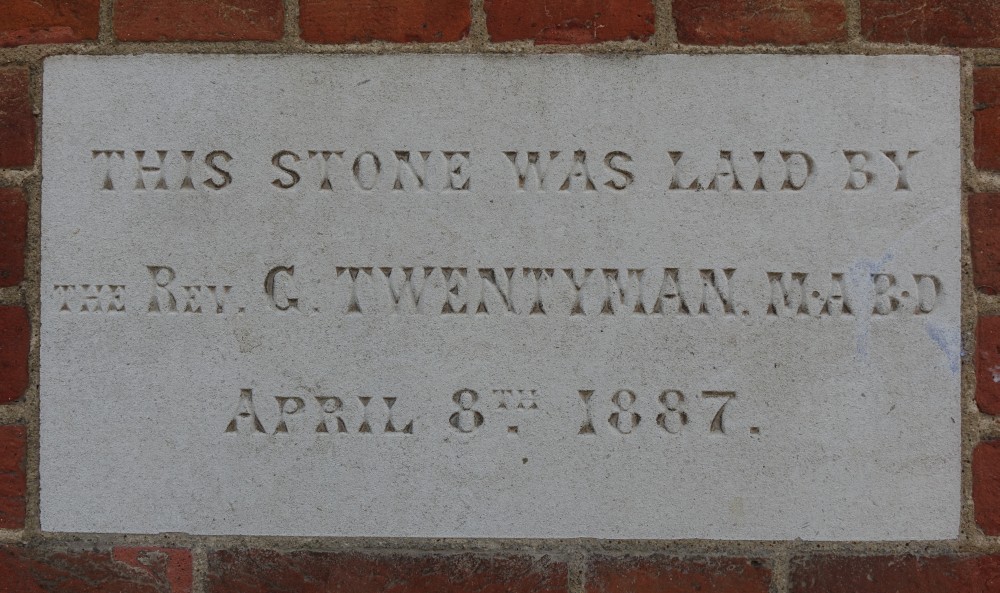 THIS STONE WAS LAID BY
THE REV. G. TWENTYMAN. M.A B.D
APRIL 8TH. 1887.